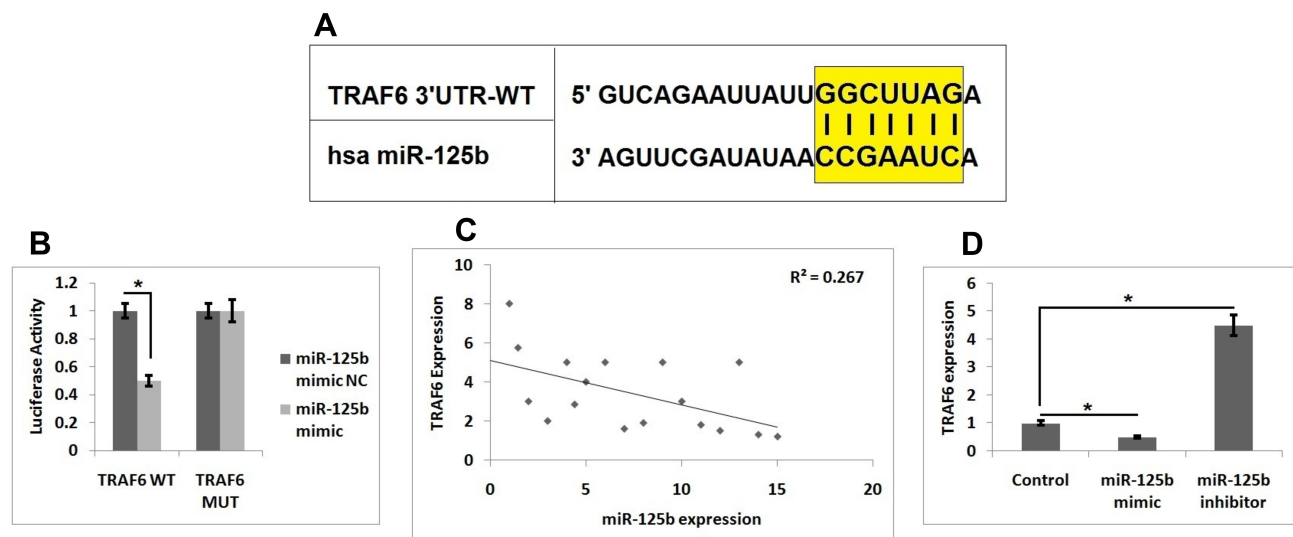 A
TRAF6 3'UTR-WT
5' GUCAGAAUUAUUGGCUUAGA
hsa miR-125b
3' AGUUCGAUAUAACCGAAUCA
B
Luciferase Activity
1.2
1
0.8
0.6
0.4
0.2
0
*
TRAF6 WT
TRAF6
MUT
miR-125b
mimic NC
miR-125b
mimic
C
TRAF6 Expression
10
8
6
4
2
0
R² = 0.267
0 5 10 15 20
miR-125b expression
D
TRAF6 expression
6
5
4
3
2
1
0
*
*
Control
miR-125b
mimic
miR-125b
inhibitor